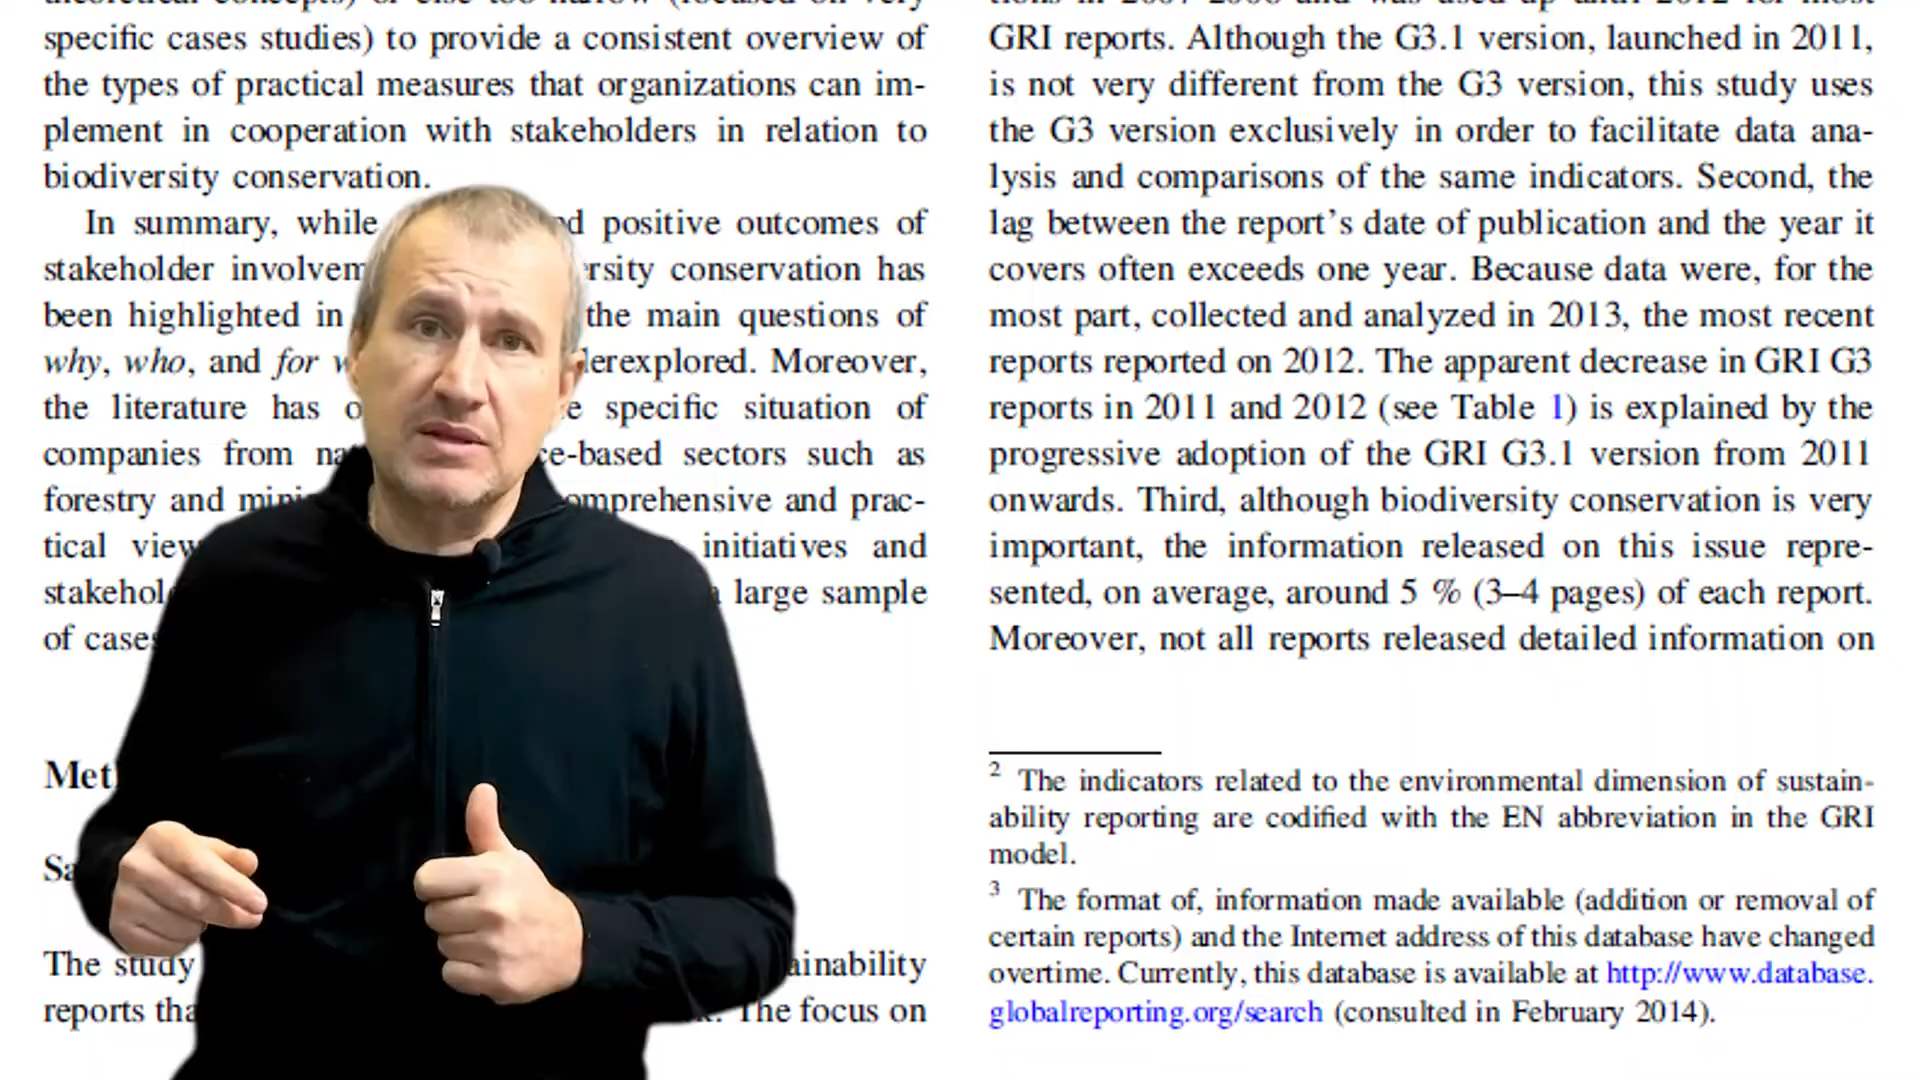 specific cases studies) to provide a consistent overview of
the types of practical measures that organizations can im-
plement in cooperation with stakeholders in relation to
biodiversity conservation.
In summary, while positive outcomes of
stakeholder conservation has
been highlighted in the main questions of
why, who, and for Moreover,
the literature has specific situation of
companies from sectors such as
forestry and comprehensive and prac-
tical initiatives and
large sample
of
The study
reports The focus on
GRI reports. Although the G3.1 version, launched in 2011,
is not very different from the G3 version, this study uses
the G3 version exclusively in order to facilitate data ana-
lysis and comparisons of the same indicators. Second, the
lag between the report's date of publication and the year it
covers often exceeds one year. Because data were, for the
most part, collected and analyzed in 2013, the most recent
reports reported on 2012. The apparent decrease in GRI G3
reports in 2011 and 2012 (see Table 1) is explained by the
progressive adoption of the GRI G3.1 version from 2011
onwards. Third, although biodiversity conservation is very
important, the information released on this issue repre-
sented, on average, around 5 % (3–4 pages) of each report.
Moreover, not all reports released detailed information on
2 The indicators related to the environmental dimension of sustain-
ability reporting are codified with the EN abbreviation in the GRI
model.
3 The format of, information made available (addition or removal of
certain reports) and the Internet address of this database have changed
overtime. Currently, this database is available at http://www.database.
globalreporting.org/search (consulted in February 2014).